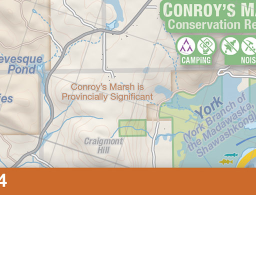 CONROY'S M
Conservation Re
CAMPING
NOIS
evesque
Pond
ies
Conroy's Marsh is
Provincially Significant
Craigmont
Hill
York
(York Branch of
the Madawaska
Shawashkong
4